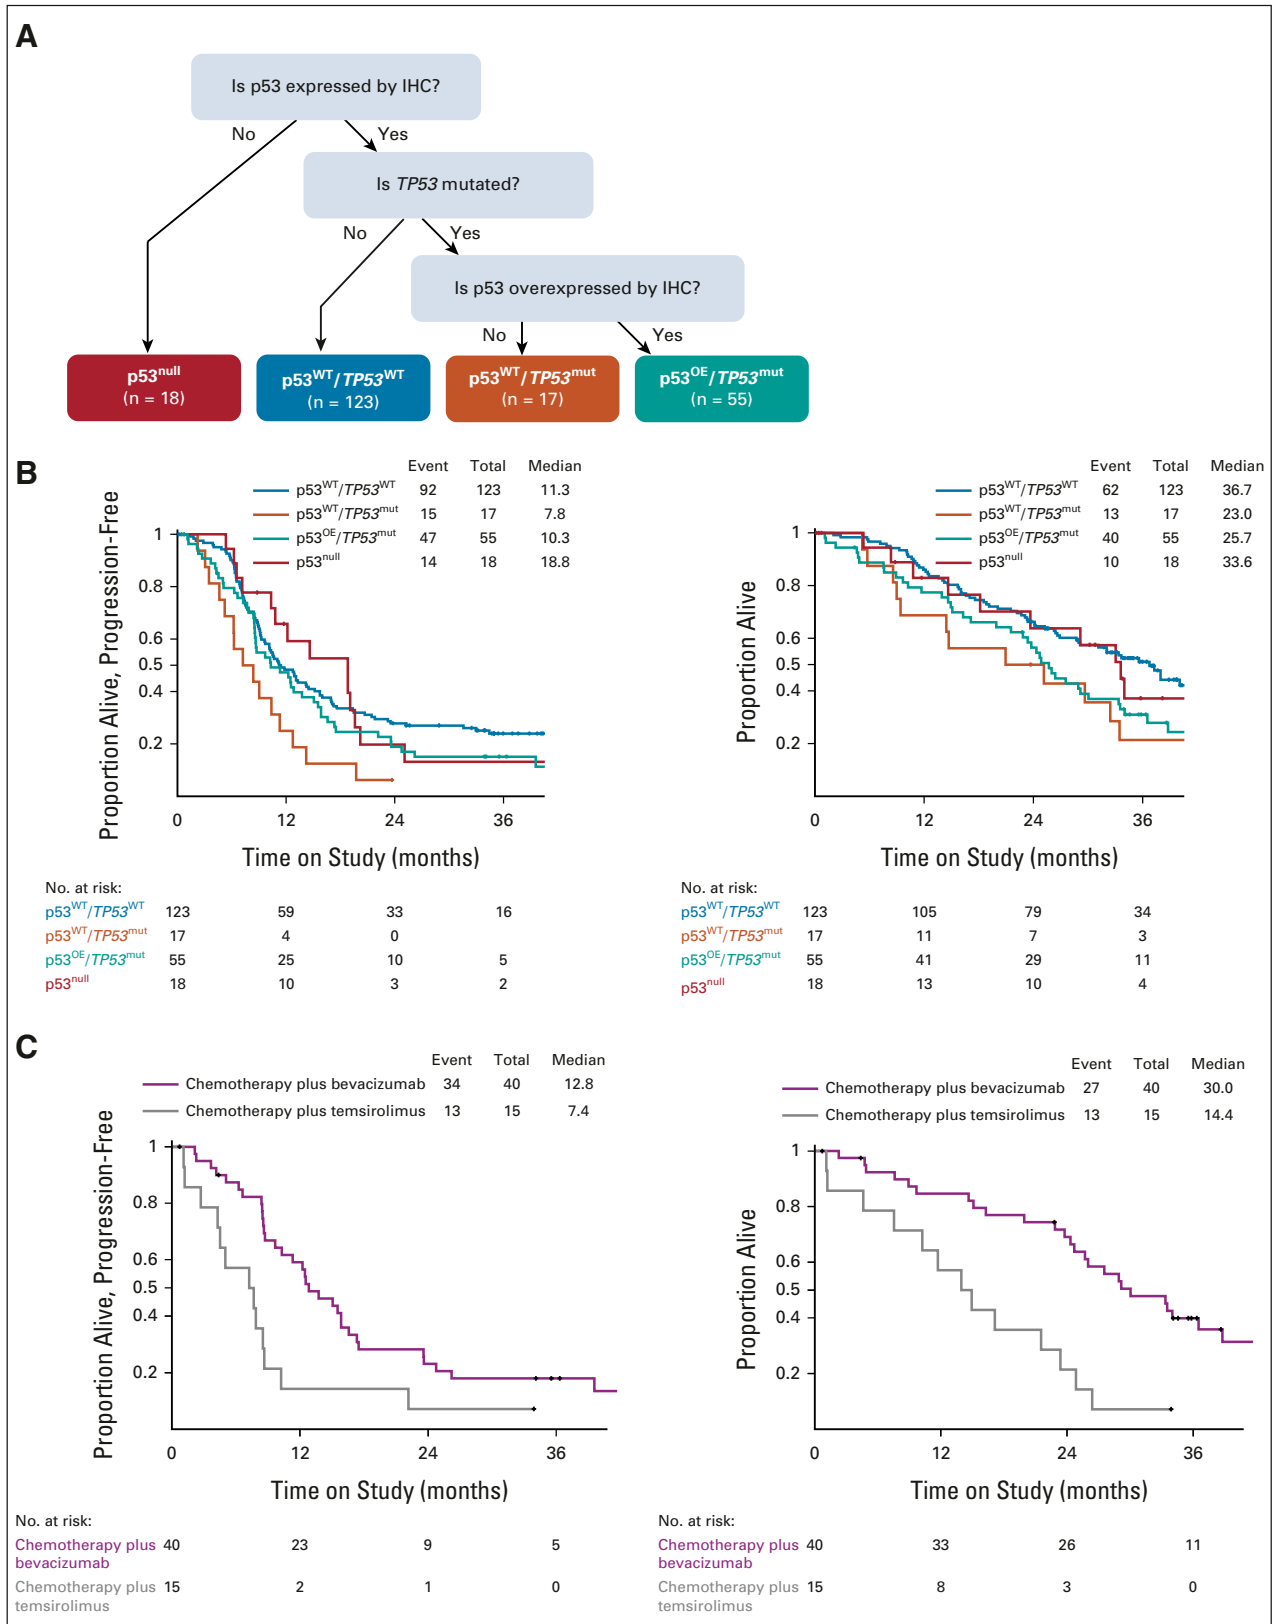 A
Is p53 expressed by IHC?
No
Yes
Is TP53 mutated?
No
Yes
Is p53 overexpressed by IHC?
No
Yes
p53null
(n = 18)
p53WT/TP53WT
(n = 123)
p53WT/TP53mut
(n = 17)
p53OE/TP53mut
(n = 55)
B
Event Total Median
p53WT/TP53WT 92 123 11.3
p53WT/TP53mut 15 17 7.8
p53OE/TP53mut 47 55 10.3
p53null 14 18 18.8
Proportion Alive, Progression-Free
1
0.8
0.6
0.5
0.4
0.2
0 12 24 36
Time on Study (months)
No. at risk:
p53WT/TP53WT 123 59 33 16
p53WT/TP53mut 17 4 0
p53OE/TP53mut 55 25 10 5
p53null 18 10 3 2
Event Total Median
p53WT/TP53WT 62 123 36.7
p53WT/TP53mut 13 17 23.0
p53OE/TP53mut 40 55 25.7
p53null 10 18 33.6
Proportion Alive
1
0.8
0.6
0.5
0.4
0.2
0 12 24 36
Time on Study (months)
No. at risk:
p53WT/TP53WT 123 105 79 34
p53WT/TP53mut 17 11 7 3
p53OE/TP53mut 55 41 29 11
p53null 18 13 10 4
C
Event Total Median
Chemotherapy plus bevacizumab 34 40 12.8
Chemotherapy plus temsirolimus 13 15 7.4
Proportion Alive, Progression-Free
1
0.8
0.6
0.5
0.4
0.2
0 12 24 36
Time on Study (months)
No. at risk:
Chemotherapy plus 40 23 9 5
bevacizumab
Chemotherapy plus 15 2 1 0
temsirolimus
Event Total Median
Chemotherapy plus bevacizumab 27 40 30.0
Chemotherapy plus temsirolimus 13 15 14.4
Proportion Alive
1
0.8
0.6
0.5
0.4
0.2
0 12 24 36
Time on Study (months)
No. at risk:
Chemotherapy plus 40 33 26 11
bevacizumab
Chemotherapy plus 15 8 3 0
temsirolimus